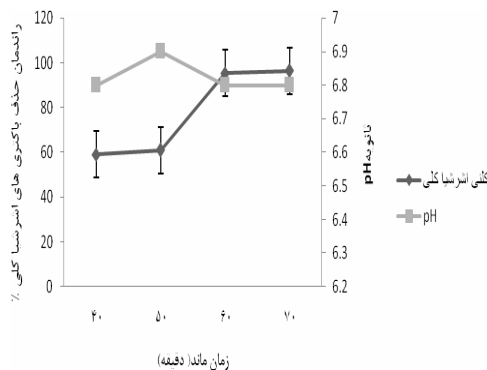 120
100
80
60
40
20
0
راندمان حذف باکتری های اشرشیا کلی %
7
6.9
6.8
6.7
6.6
6.5
6.4
6.3
6.2
ثانویه pH
کلنی اشرشیا کلی
pH
۴۰ ۵۰ ۶۰ ۷۰
زمان ماند( دقیقه)